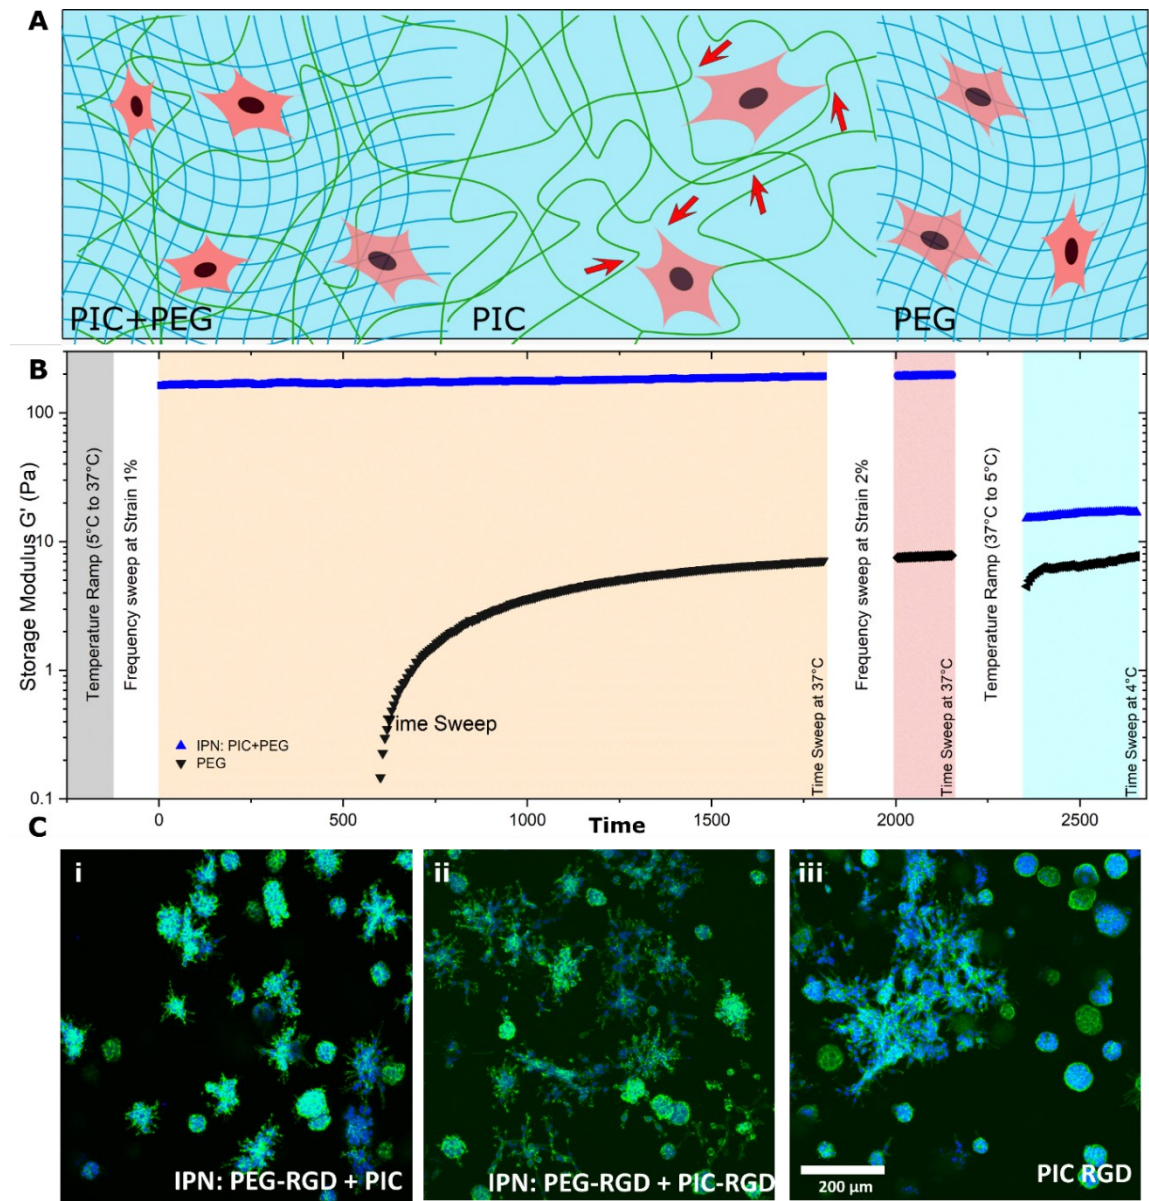 A
PIC+PEG
PIC
PEG
B
Storage Modulus G' (Pa)
100
10
1
0.1
Temperature Ramp (5°C to 37°C)
Frequency sweep at Strain 1%
ime Sweep
IPN: PIC+PEG
PEG
Time Sweep at 37°C
Frequency sweep at Strain 2%
Time Sweep at 37°C
Temperature Ramp (37°C to 5°C)
Time Sweep at 4°C
0
500
1000
1500
2000
2500
Time
C
i
IPN: PEG-RGD + PIC
ii
IPN: PEG-RGD + PIC-RGD
iii
200 µm
PIC RGD